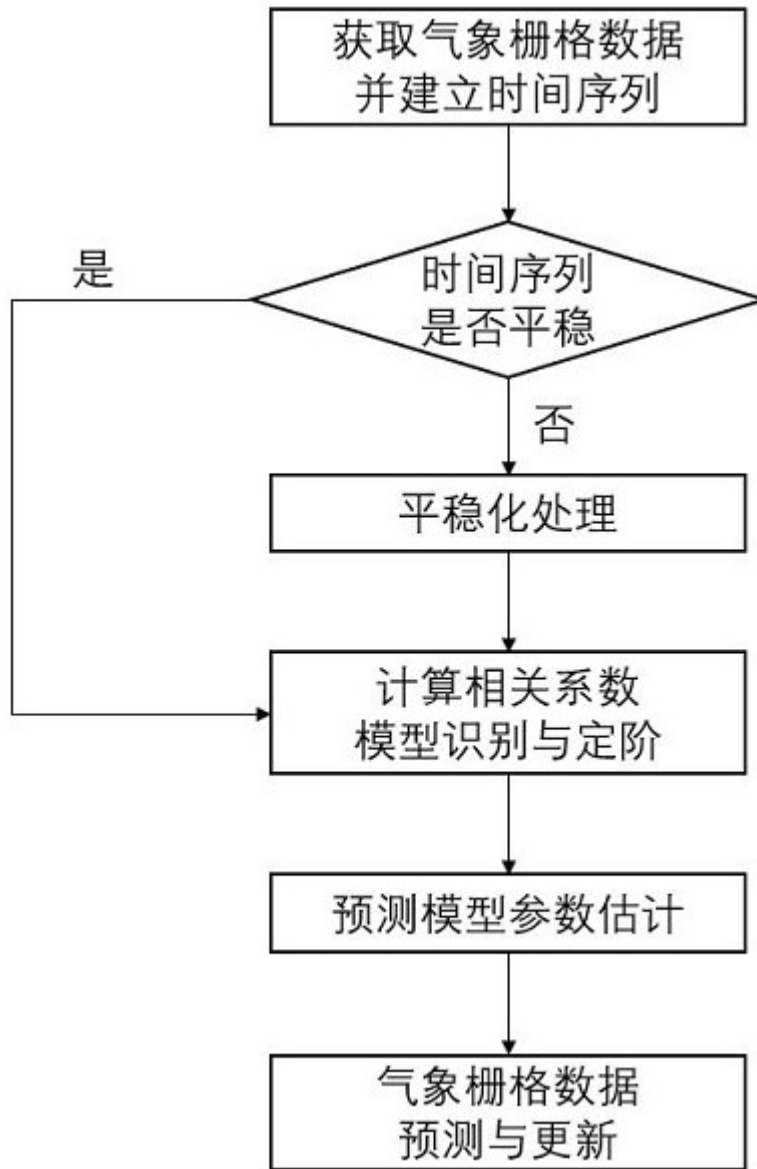 获取气象栅格数据
并建立时间序列
是
时间序列
是否平稳
否
平稳化处理
计算相关系数
模型识别与定阶
预测模型参数估计
气象栅格数据
预测与更新